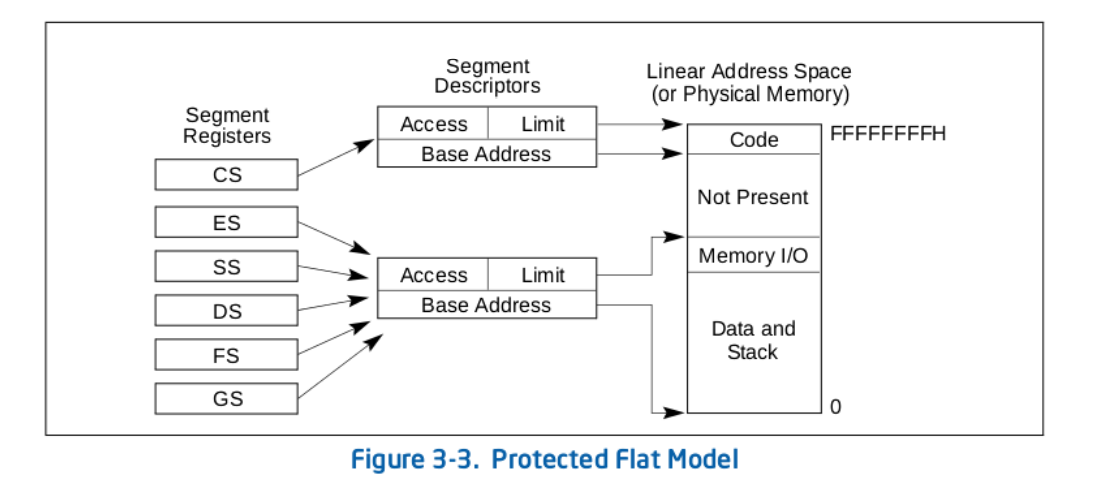 Segment
Registers
CS
ES
SS
DS
FS
GS
Segment
Descriptors
Access
Limit
Base Address
Access
Limit
Base Address
Linear Address Space
(or Physical Memory)
Code
FFFFFFFFH
Not Present
Memory I/O
Data and
Stack
0
Figure 3-3. Protected Flat Model